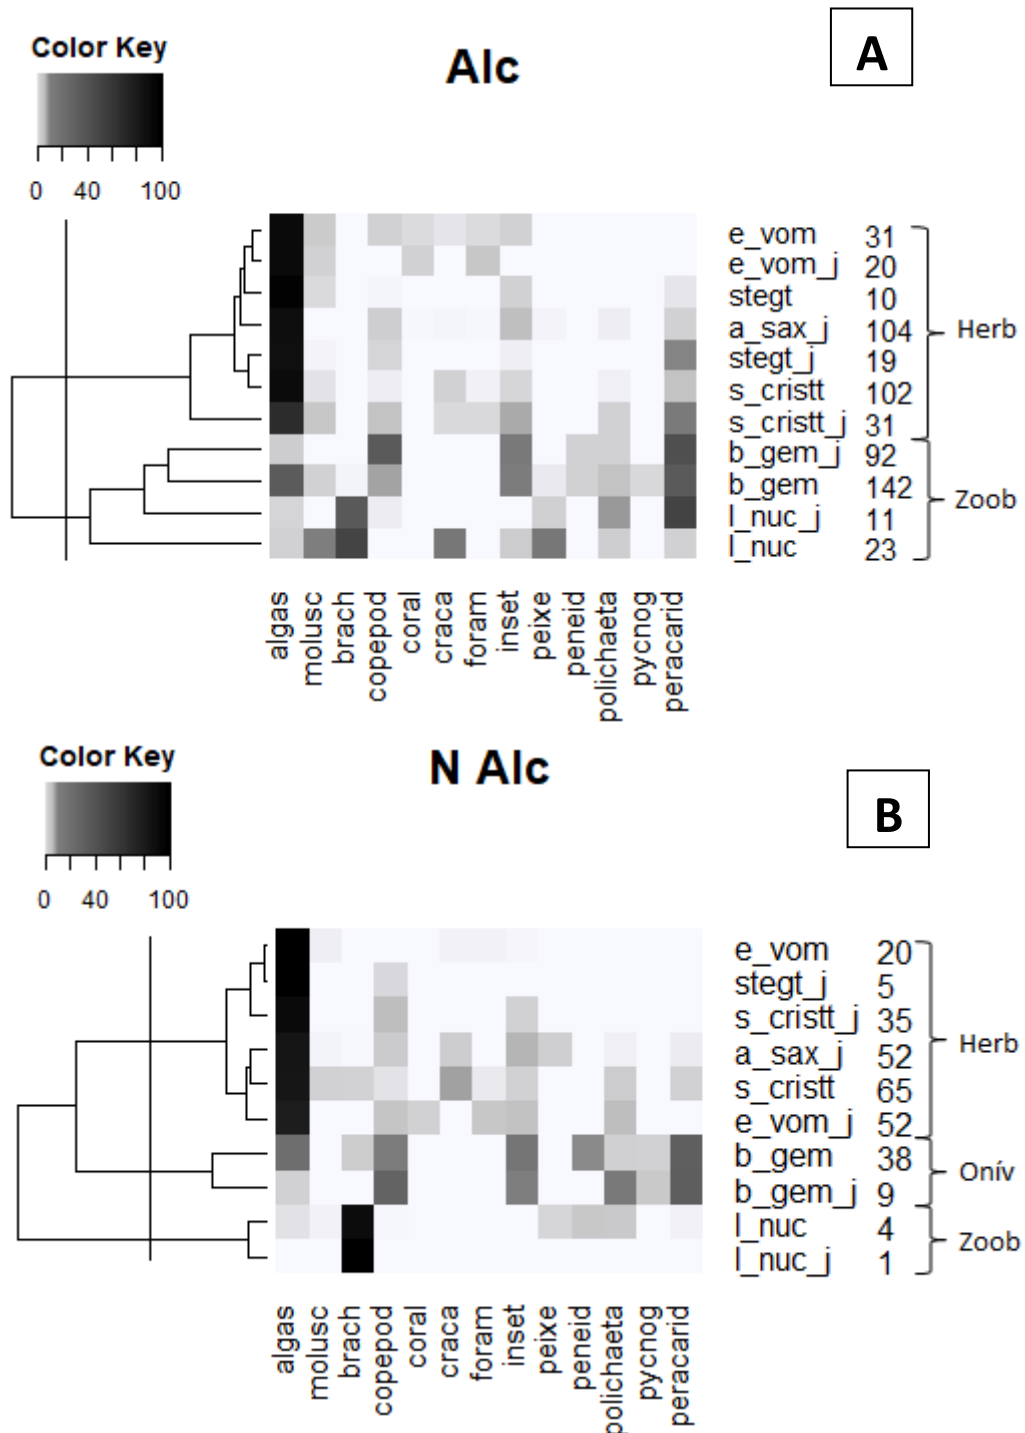 Color Key
Alc
A
0 40 100
e_vom 31
e_vom_j 20
stegt 10
a_sax_j 104
Herb
stegt_j 19
s_cristt 102
s_cristt_j 31
b_gem_j 92
b_gem 142
Zoob
l_nuc_j 11
l_nuc 23
algas
molusc
brach
copepod
coral
craca
foram
inset
peixe
peneid
polichaeta
pycnog
peracarid
Color Key
N Alc
B
0 40 100
e_vom 20
stegt_j 5
s_cristt_j 35
a_sax_j 52
Herb
s_cristt 65
e_vom_j 52
b_gem 38
Onív
b_gem_j 9
l_nuc 4
Zoob
l_nuc_j 1
algas
molusc
brach
copepod
coral
craca
foram
inset
peixe
peneid
polichaeta
pycnog
peracarid